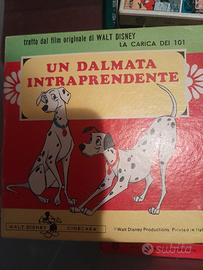 tratto dal film originale di WALT DISNEY
LA CARICA DEI 101
UN DALMATA
INTRAPRENDENTE
WALT DISNEY CINECASA
©Walt Disney Productions. Printed in Ital
subito